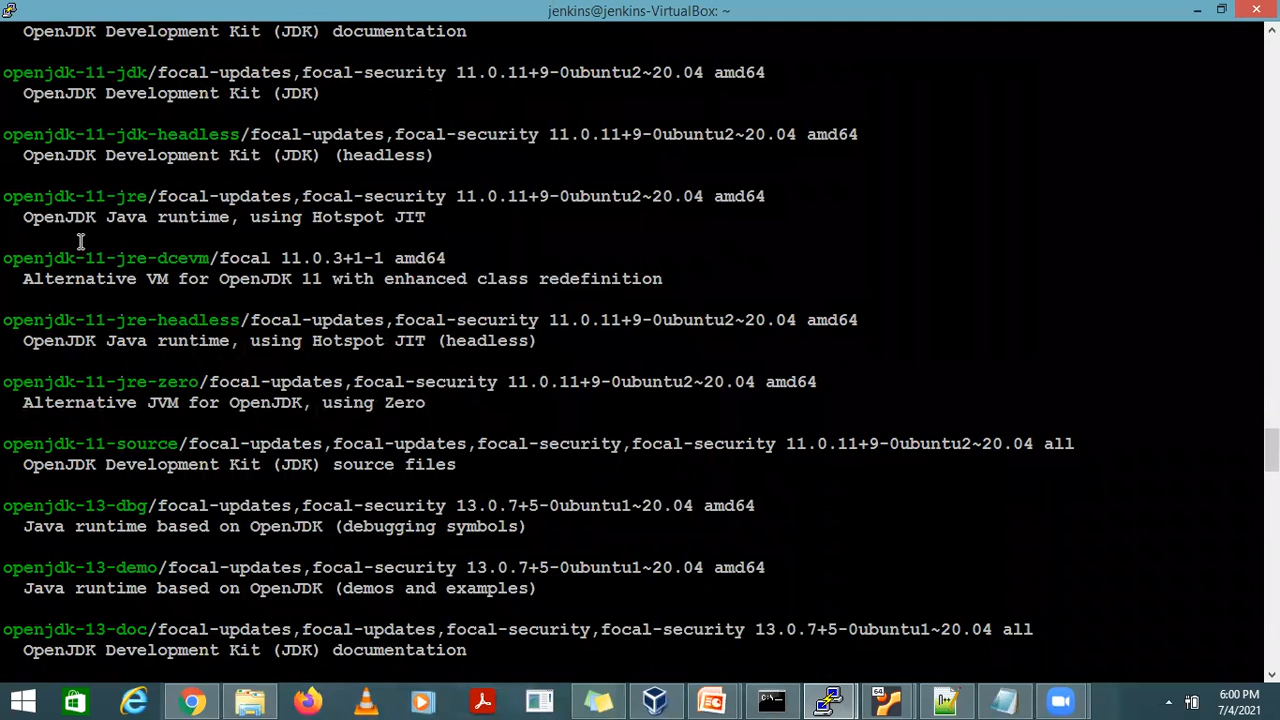 jenkins@jenkins-VirtualBox: ~
OpenJDK Development Kit (JDK) documentation
openjdk-11-jdk/focal-updates,focal-security 11.0.11+9-0ubuntu2~20.04 amd64
OpenJDK Development Kit (JDK)
openjdk-11-jdk-headless/focal-updates,focal-security 11.0.11+9-0ubuntu2~20.04 amd64
OpenJDK Development Kit (JDK) (headless)
openjdk-11-jre/focal-updates,focal-security 11.0.11+9-0ubuntu2~20.04 amd64
OpenJDK Java runtime, using Hotspot JIT
openjdk-11-jre-dcevm/focal 11.0.3+1-1 amd64
Alternative VM for OpenJDK 11 with enhanced class redefinition
openjdk-11-jre-headless/focal-updates,focal-security 11.0.11+9-0ubuntu2~20.04 amd64
OpenJDK Java runtime, using Hotspot JIT (headless)
openjdk-11-jre-zero/focal-updates,focal-security 11.0.11+9-0ubuntu2~20.04 amd64
Alternative JVM for OpenJDK, using Zero
openjdk-11-source/focal-updates,focal-updates,focal-security,focal-security 11.0.11+9-0ubuntu2~20.04 all
OpenJDK Development Kit (JDK) source files
openjdk-13-dbg/focal-updates,focal-security 13.0.7+5-0ubuntu1~20.04 amd64
Java runtime based on OpenJDK (debugging symbols)
openjdk-13-demo/focal-updates,focal-security 13.0.7+5-0ubuntu1~20.04 amd64
Java runtime based on OpenJDK (demos and examples)
openjdk-13-doc/focal-updates,focal-updates,focal-security,focal-security 13.0.7+5-0ubuntu1~20.04 all
OpenJDK Development Kit (JDK) documentation
6:00 PM
7/4/2021